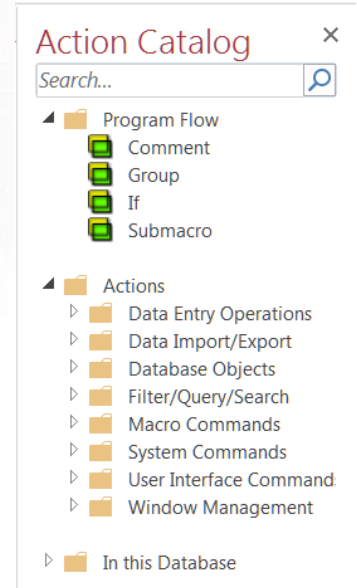 Action Catalog
Search...
Program Flow
Comment
Group
If
Submacro
Actions
Data Entry Operations
Data Import/Export
Database Objects
Filter/Query/Search
Macro Commands
System Commands
User Interface Command
Window Management
In this Database